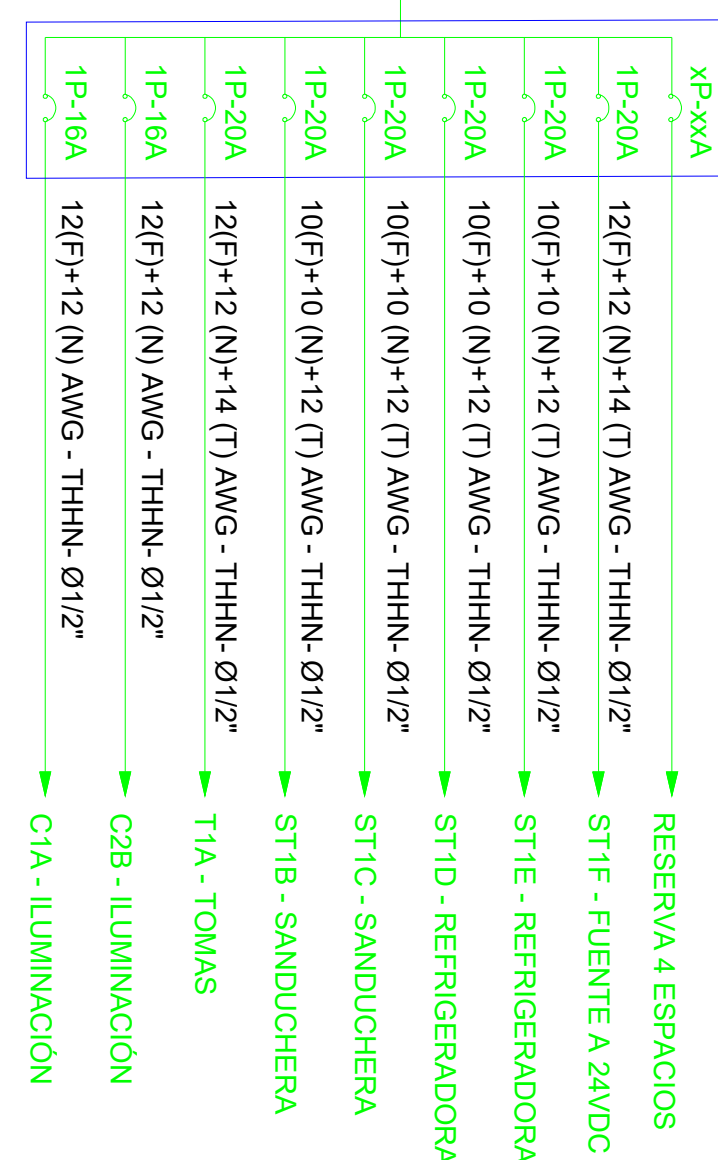 xP-xxA RESERVA 4 ESPACIOS
1P-20A 12(F)+12 (N)+14 (T) AWG - THHN- Ø1/2" ST1F - FUENTE A 24VDC
1P-20A 10(F)+10 (N)+12 (T) AWG - THHN- Ø1/2" ST1E - REFRIGERADORA
1P-20A 10(F)+10 (N)+12 (T) AWG - THHN- Ø1/2" ST1D - REFRIGERADORA
1P-20A 10(F)+10 (N)+12 (T) AWG - THHN- Ø1/2" ST1C - SANDUCHERA
1P-20A 10(F)+10 (N)+12 (T) AWG - THHN- Ø1/2" ST1B - SANDUCHERA
1P-20A 12(F)+12 (N)+14 (T) AWG - THHN- Ø1/2" T1A - TOMAS
1P-16A 12(F)+12 (N) AWG - THHN- Ø1/2" C2B - ILUMINACIÓN
1P-16A 12(F)+12 (N) AWG - THHN- Ø1/2" C1A - ILUMINACIÓN